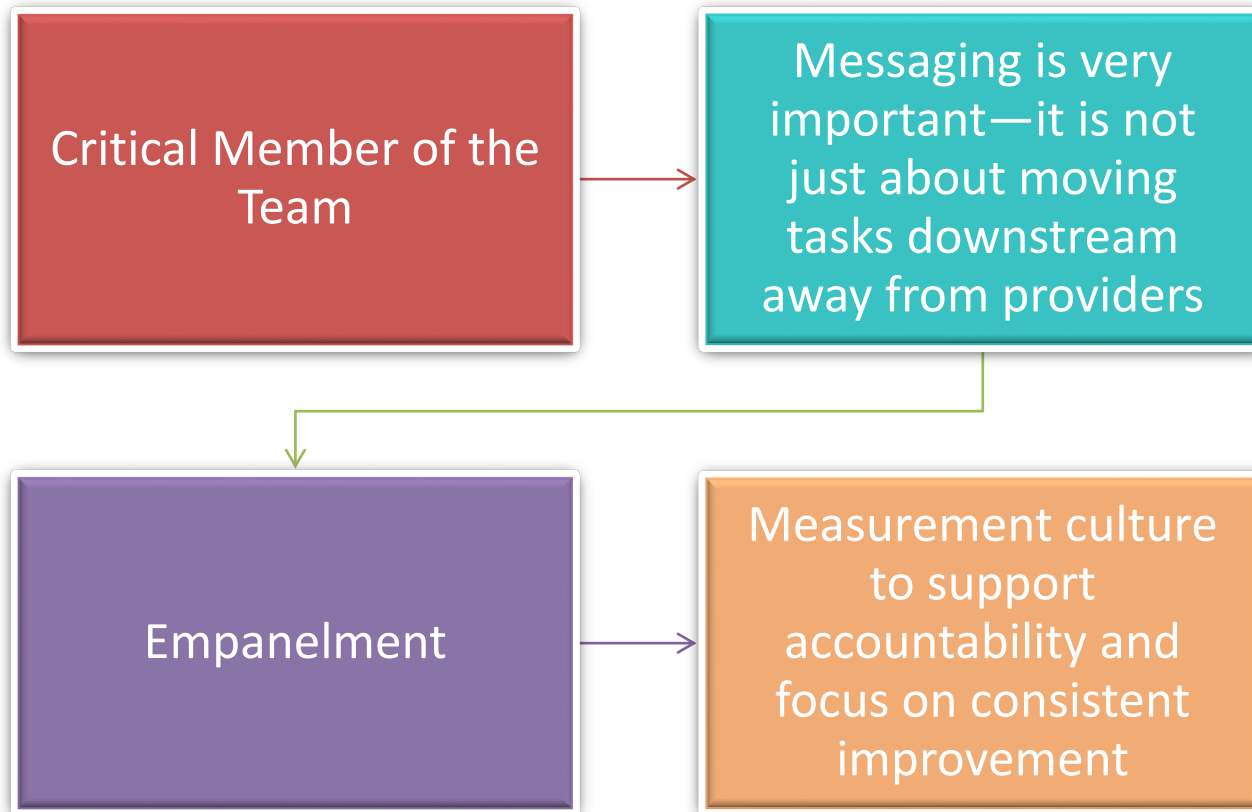 Critical Member of the
Team
Messaging is very
important—it is not
just about moving
tasks downstream
away from providers
Empanelment
Measurement culture
to support
accountability and
focus on consistent
improvement